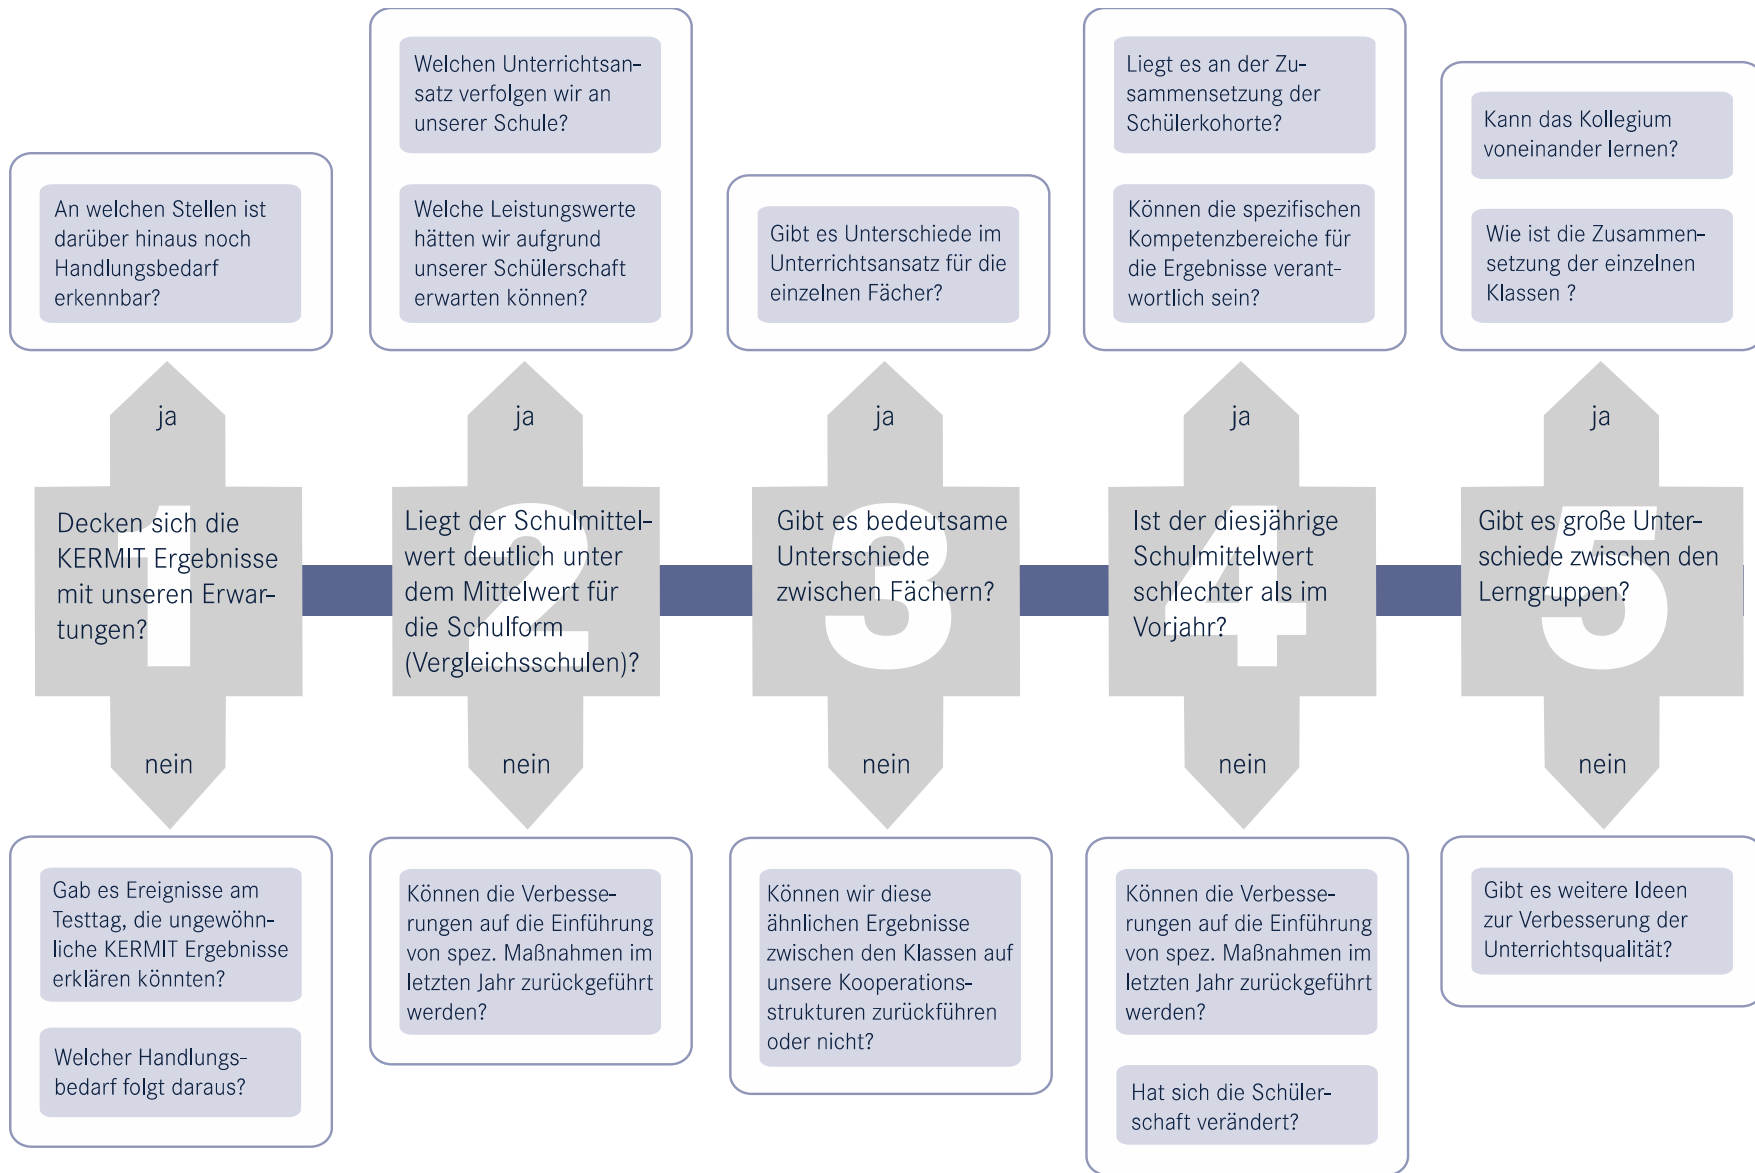 An welchen Stellen ist
darüber hinaus noch
Handlungsbedarf
erkennbar?
ja
1
Decken sich die
KERMIT Ergebnisse
mit unseren Erwar-
tungen?
nein
Gab es Ereignisse am
Testtag, die ungewöhn-
liche KERMIT Ergebnisse
erklären könnten?
Welcher Handlungs-
bedarf folgt daraus?
Welchen Unterrichtsan-
satz verfolgen wir an
unserer Schule?
Welche Leistungswerte
hätten wir aufgrund
unserer Schülerschaft
erwarten können?
ja
2
Liegt der Schulmittel-
wert deutlich unter
dem Mittelwert für
die Schulform
(Vergleichsschulen)?
nein
Können die Verbesse-
rungen auf die Einführung
von spez. Maßnahmen im
letzten Jahr zurückgeführt
werden?
Gibt es Unterschiede im
Unterrichtsansatz für die
einzelnen Fächer?
ja
3
Gibt es bedeutsame
Unterschiede
zwischen Fächern?
nein
Können wir diese
ähnlichen Ergebnisse
zwischen den Klassen auf
unsere Kooperations-
strukturen zurückführen
oder nicht?
Liegt es an der Zu-
sammensetzung der
Schülerkohorte?
Können die spezifischen
Kompetenzbereiche für
die Ergebnisse verant-
wortlich sein?
ja
4
Ist der diesjährige
Schulmittelwert
schlechter als im
Vorjahr?
nein
Können die Verbesse-
rungen auf die Einführung
von spez. Maßnahmen im
letzten Jahr zurückgeführt
werden?
Hat sich die Schüler-
schaft verändert?
Kann das Kollegium
voneinander lernen?
Wie ist die Zusammen-
setzung der einzelnen
Klassen ?
ja
5
Gibt es große Unter-
schiede zwischen den
Lerngruppen?
nein
Gibt es weitere Ideen
zur Verbesserung der
Unterrichtsqualität?